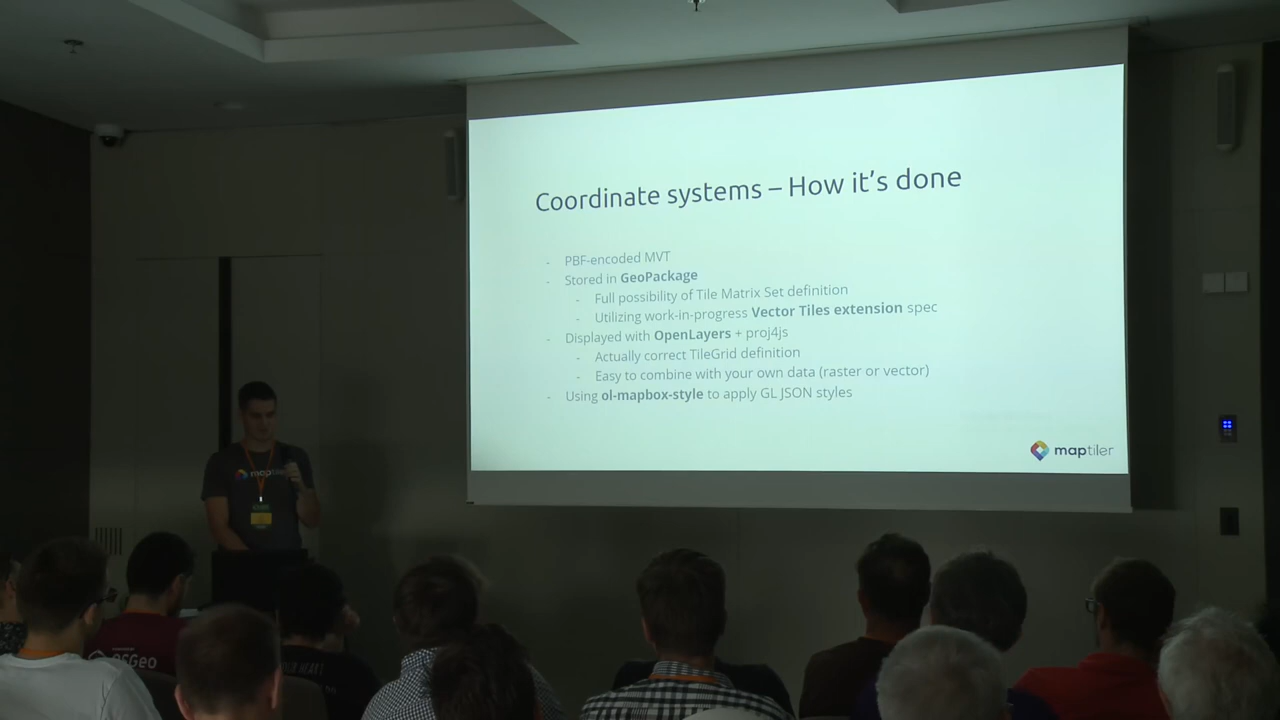 Coordinate systems – How it's done
- PBF-encoded MVT
- Stored in GeoPackage
- Full possibility of Tile Matrix Set definition
- Utilizing work-in-progress Vector Tiles extension spec
- Displayed with OpenLayers + proj4js
- Actually correct TileGrid definition
- Easy to combine with your own data (raster or vector)
- Using ol-mapbox-style to apply GL JSON styles
maptiler
maptiler
OSGeo